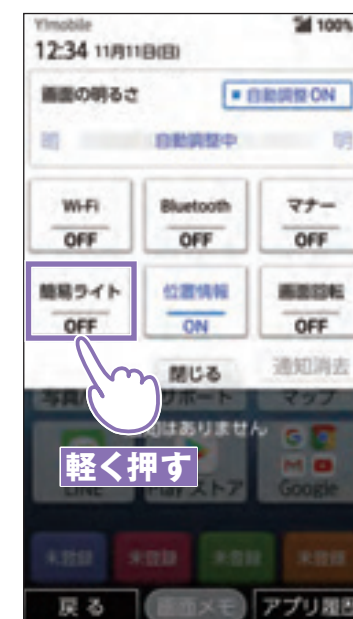 Y!mobile 100%
12:34 11月11日(日)
画面の明るさ 自動調整 ON
暗 自動調整中 明
Wi-Fi Bluetooth マナー
OFF OFF OFF
簡易ライト 位置情報 画面回転
OFF ON OFF
閉じる 通知消去
写真/ サポート マップ
はありません
軽く押す
LINE Play ストア Google
未登録 未登録 未登録 未登録
戻る 画面メモ アプリ履歴